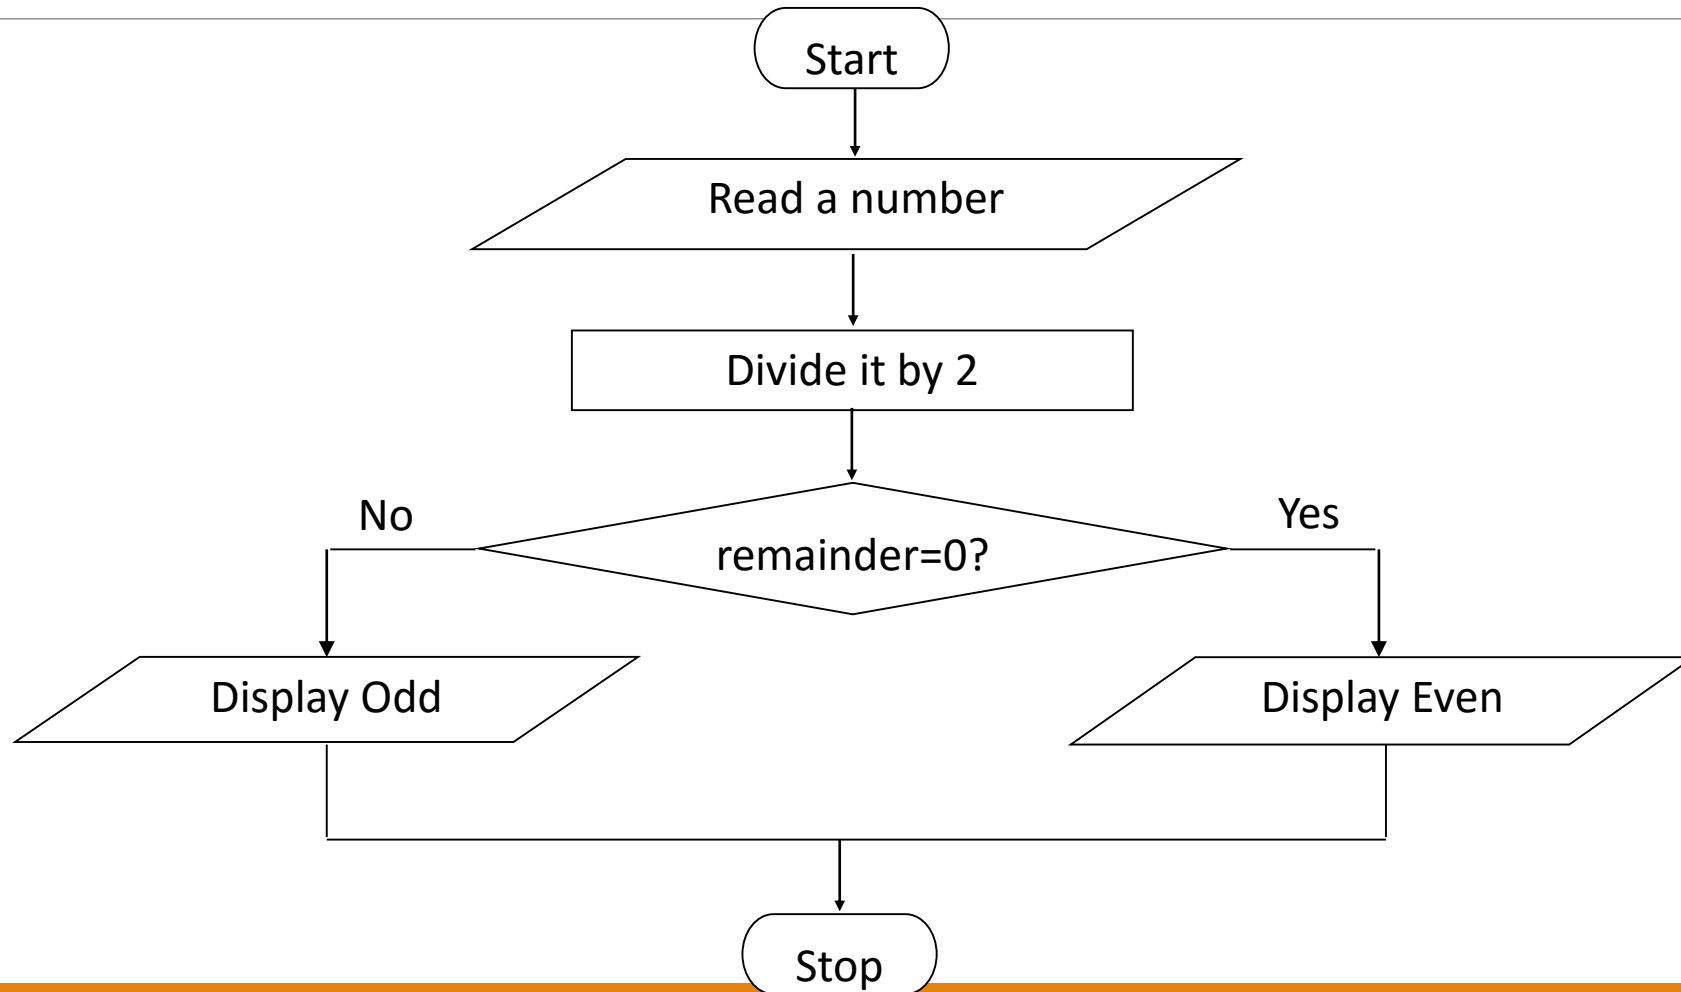 Start
Read a number
Divide it by 2
No
Yes
remainder=0?
Display Odd
Display Even
Stop